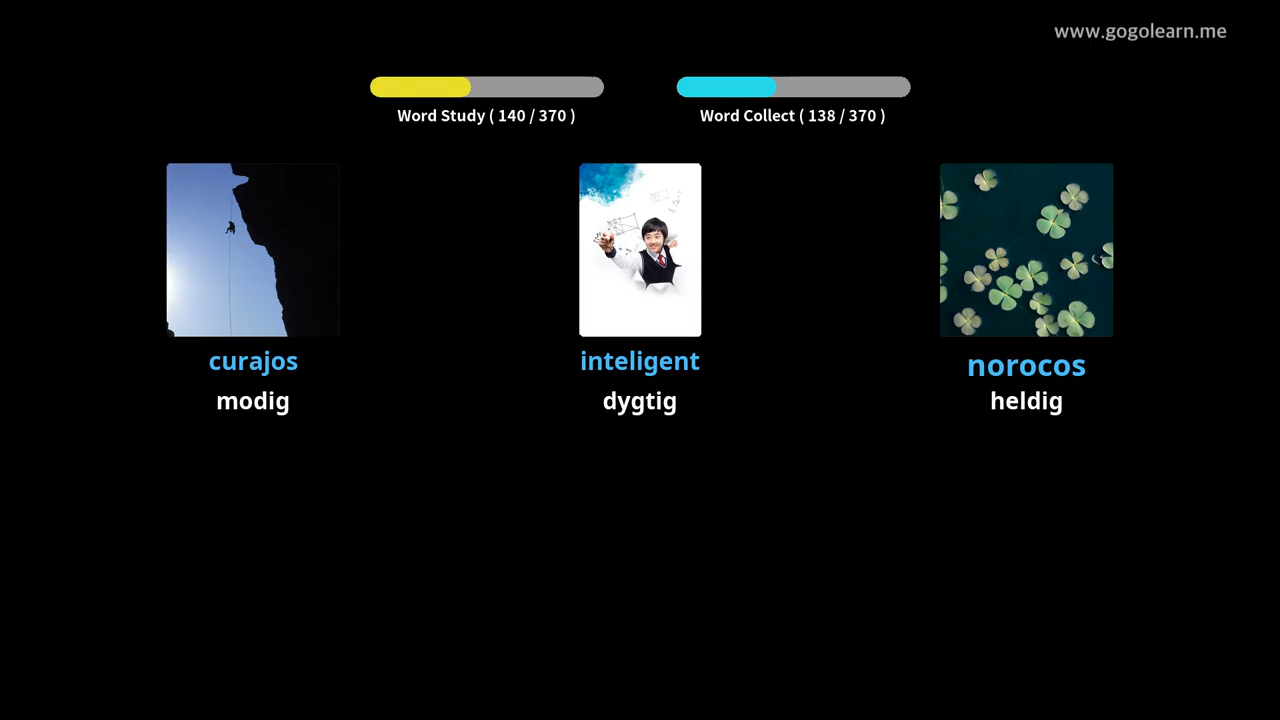 www.gogolearn.me
Word Study ( 140 / 370 )
Word Collect ( 138 / 370 )
curajos
inteligent
norocos
modig
dygtig
heldig